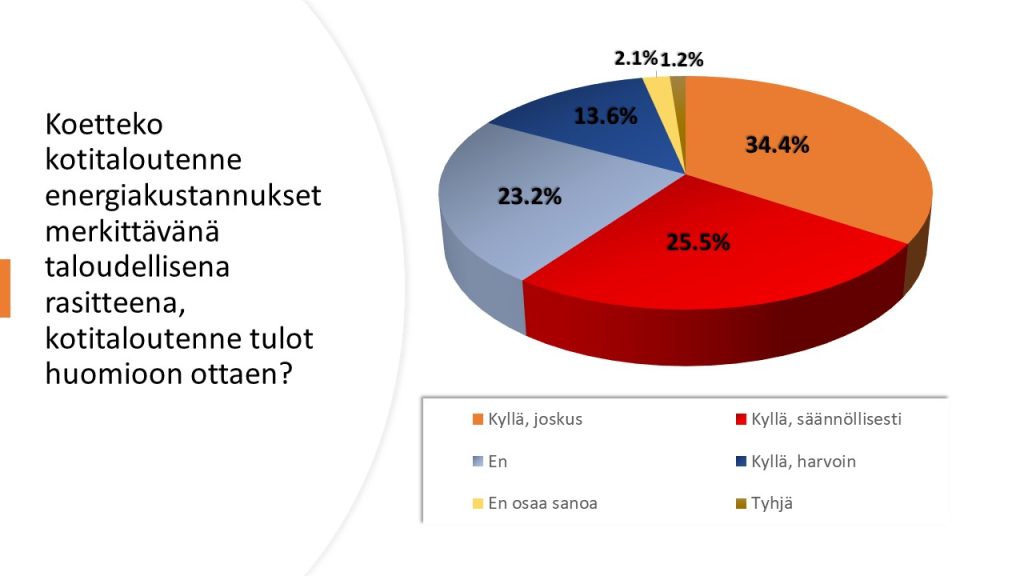 Koetteko
kotitaloutenne
energiakustannukset
merkittävänä
taloudellisena
rasitteena,
kotitaloutenne tulot
huomioon ottaen?
2.1% 1.2%
13.6%
34.4%
23.2%
25.5%
Kyllä, joskus
Kyllä, säännöllisesti
En
Kyllä, harvoin
En osaa sanoa
Tyhjä